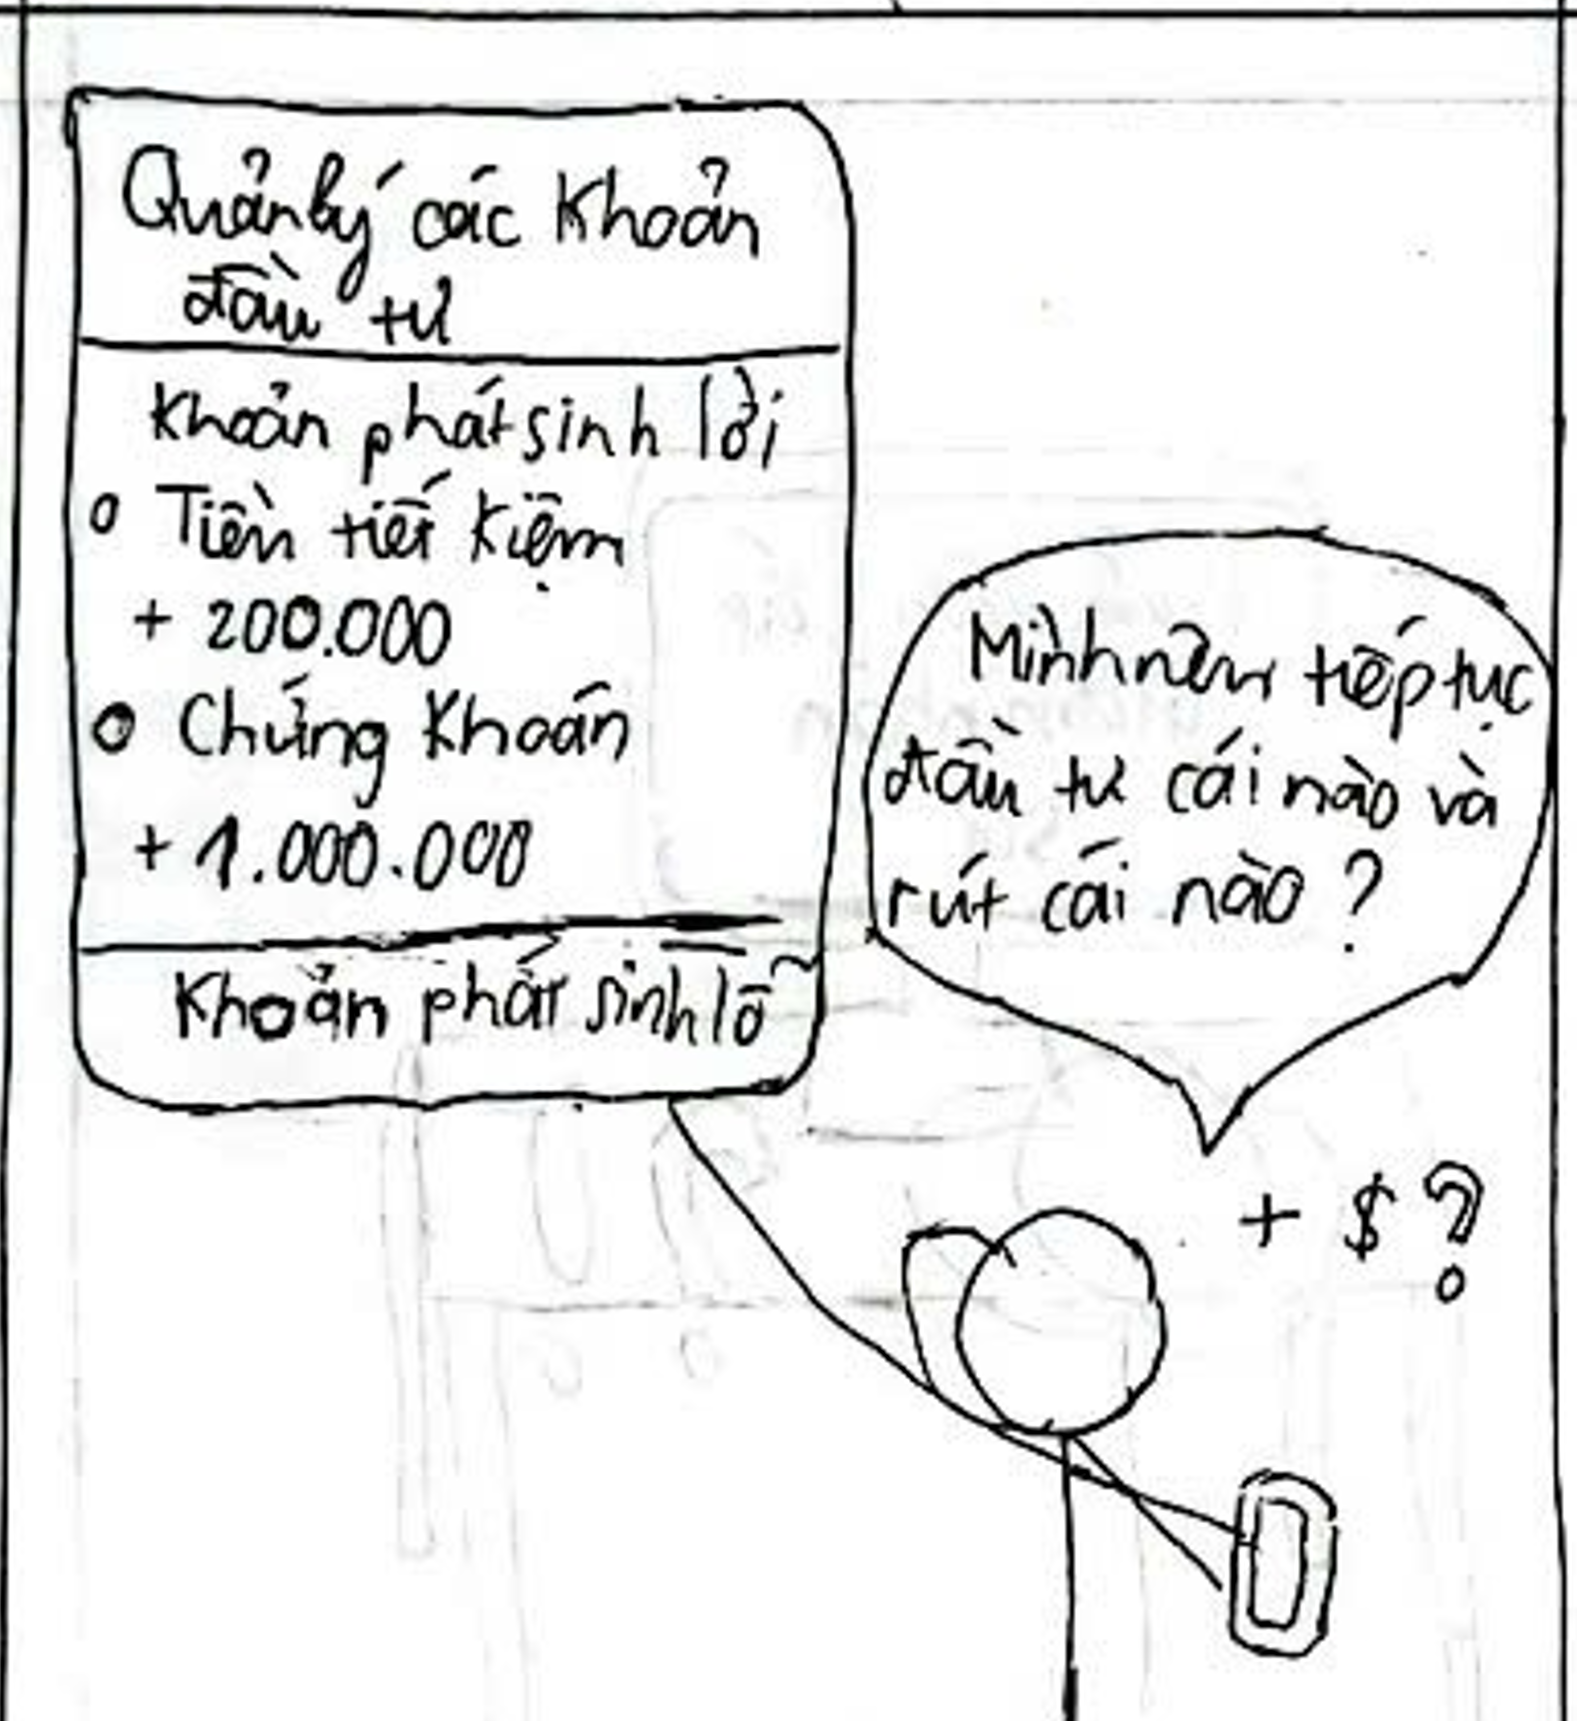 Quản lý các khoản
đầu tư
Khoản phát sinh lời
o Tiền tiết kiệm
+ 200.000
o Chứng khoán
+ 1.000.000
Khoản phát sinh lỗ
Mình nên tiếp tục
đầu tư cái nào và
rút cái nào ?
+ $ ?